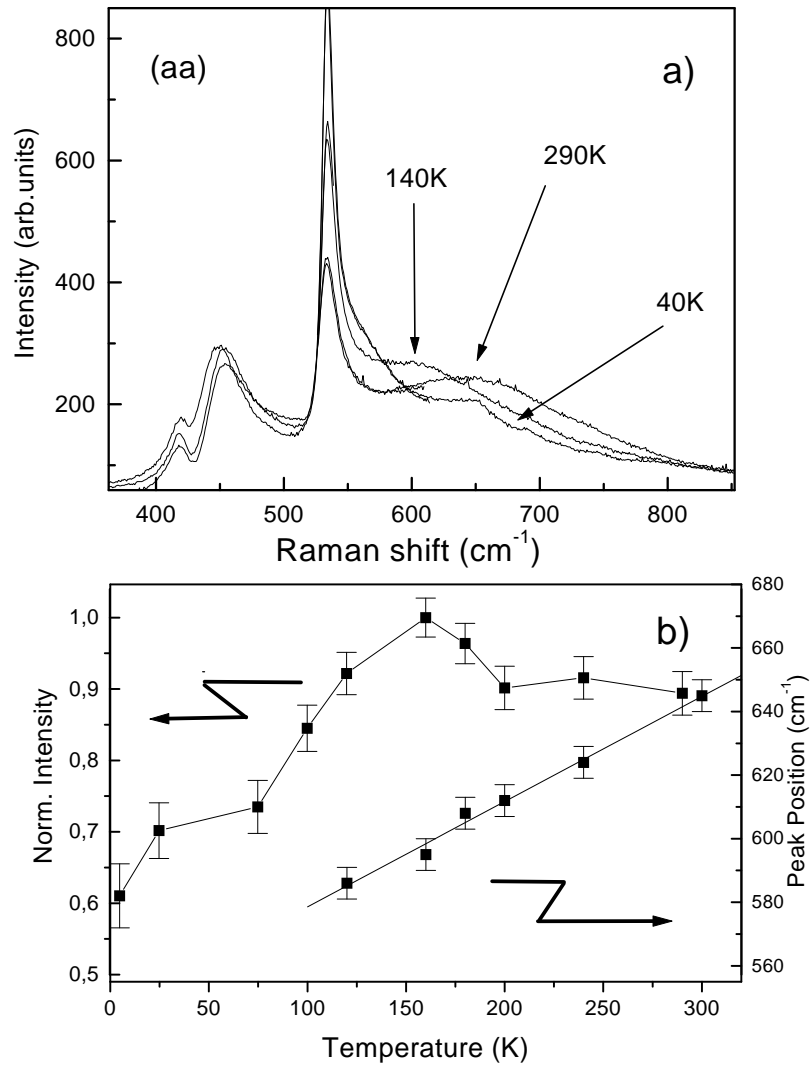 (aa)
a)
800
600
400
200
Intensity (arb.units)
140K
290K
40K
400 500 600 700 800
Raman shift (cm⁻¹)
b)
1,0
0,9
0,8
0,7
0,6
0,5
Norm. Intensity
680
660
640
620
600
580
560
Peak Position (cm⁻¹)
0 50 100 150 200 250 300
Temperature (K)